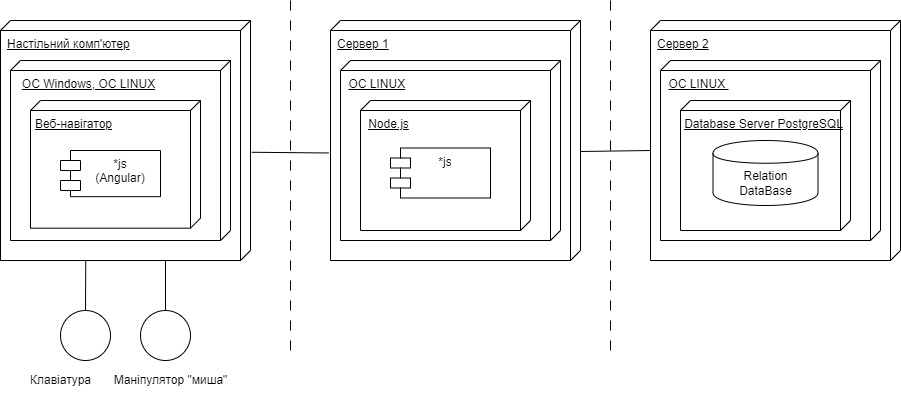 Настільний комп'ютер
ОС Windows, ОС LINUX
Веб-навігатор
*js
(Angular)
Клавіатура
Маніпулятор "миша"
Сервер 1
ОС LINUX
Node.js
*js
Сервер 2
ОС LINUX
Database Server PostgreSQL
Relation
DataBase